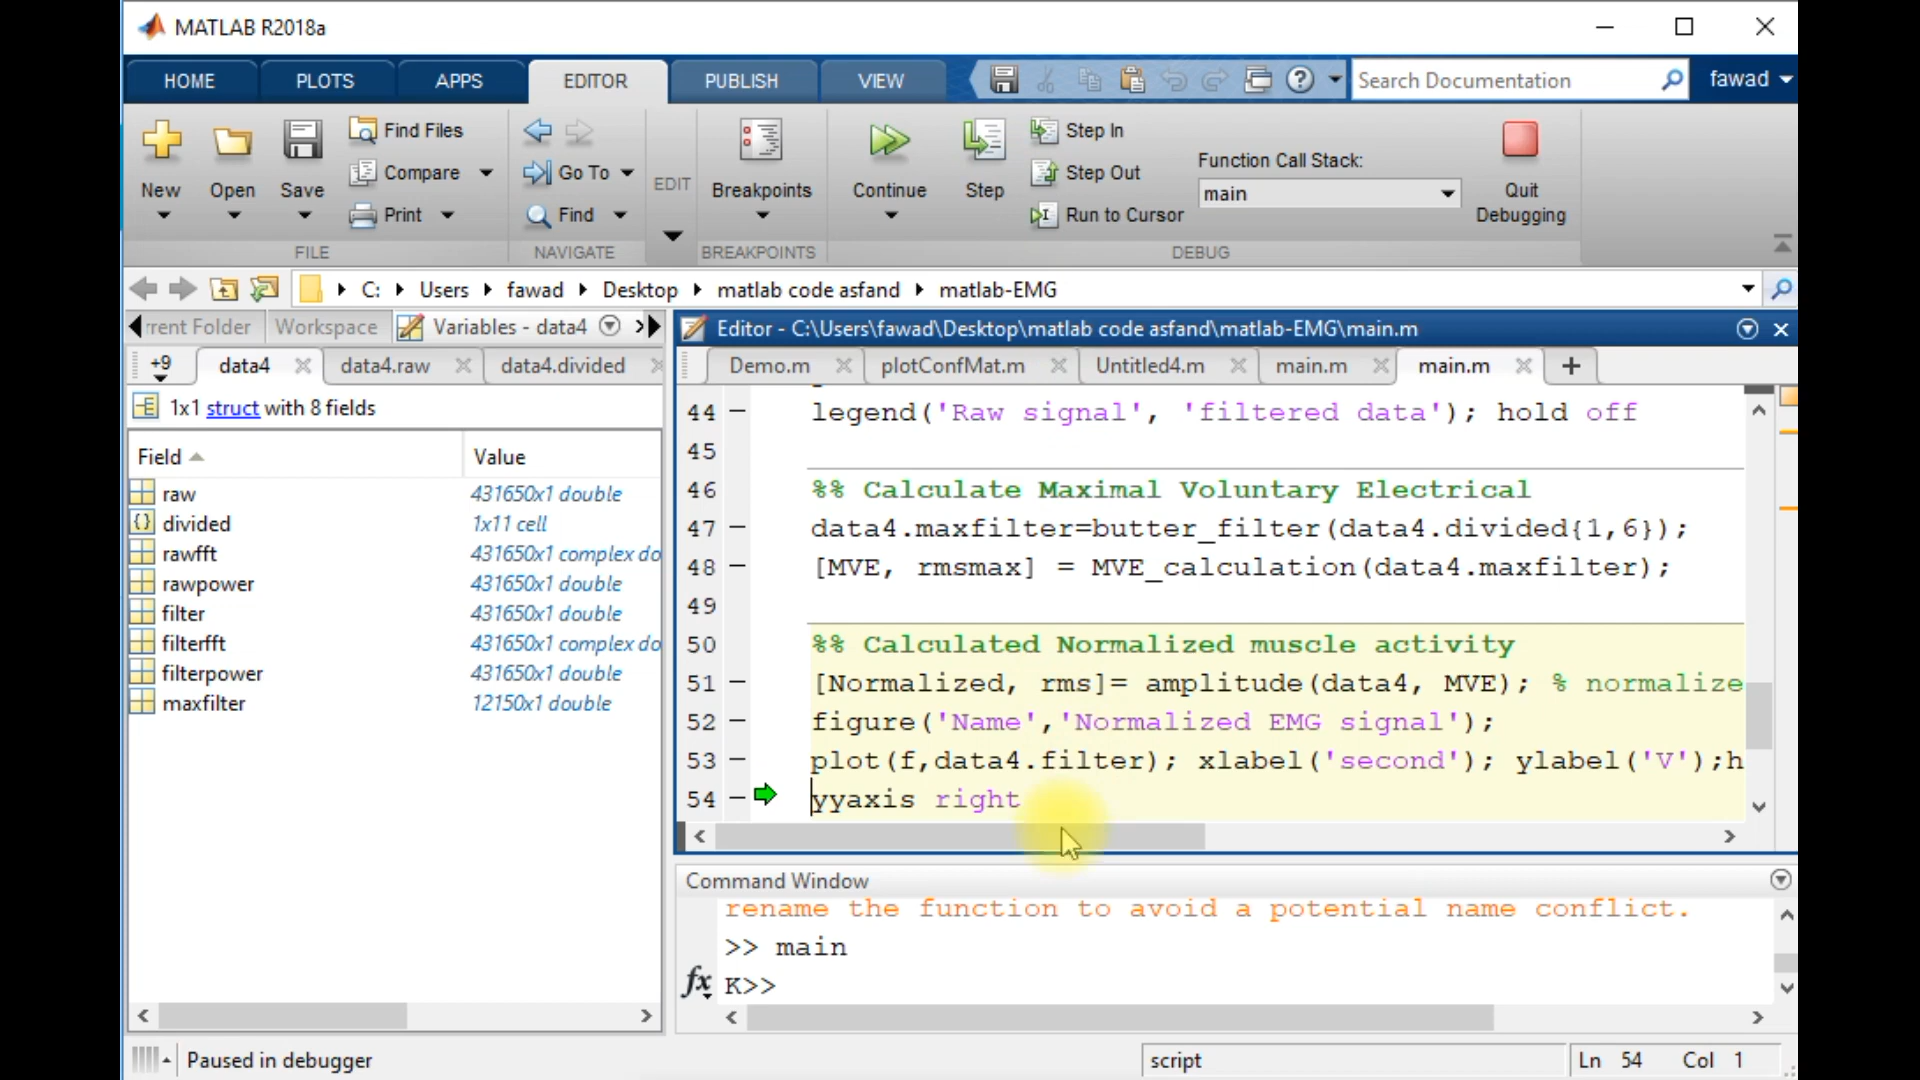 MATLAB R2018a
HOME PLOTS APPS EDITOR PUBLISH VIEW Search Documentation fawad
New Open Save Find Files Compare Print
FILE
Go To Find
NAVIGATE
EDIT
Breakpoints
BREAKPOINTS
Continue Step Step In Step Out Run to Cursor
Function Call Stack:
main
Quit Debugging
DEBUG
C: Users fawad Desktop matlab code asfand matlab-EMG
rrent Folder Workspace Variables - data4
+9 data4 data4.raw data4.divided
1x1 struct with 8 fields
Field Value
raw 431650x1 double
divided 1x11 cell
rawfft 431650x1 complex do
rawpower 431650x1 double
filter 431650x1 double
filterfft 431650x1 complex do
filterpower 431650x1 double
maxfilter 12150x1 double
Editor - C:\Users\fawad\Desktop\matlab code asfand\matlab-EMG\main.m
Demo.m plotConfMat.m Untitled4.m main.m main.m +
44 – legend('Raw signal', 'filtered data'); hold off
45
46 %% Calculate Maximal Voluntary Electrical
47 – data4.maxfilter=butter_filter(data4.divided{1,6});
48 – [MVE, rmsmax] = MVE_calculation(data4.maxfilter);
49
50 %% Calculated Normalized muscle activity
51 – [Normalized, rms]= amplitude(data4, MVE); % normalize
52 – figure('Name','Normalized EMG signal');
53 – plot(f,data4.filter); xlabel('second'); ylabel('V');h
54 – yyaxis right
Command Window
rename the function to avoid a potential name conflict.
>> main
fx K>>
Paused in debugger script Ln 54 Col 1